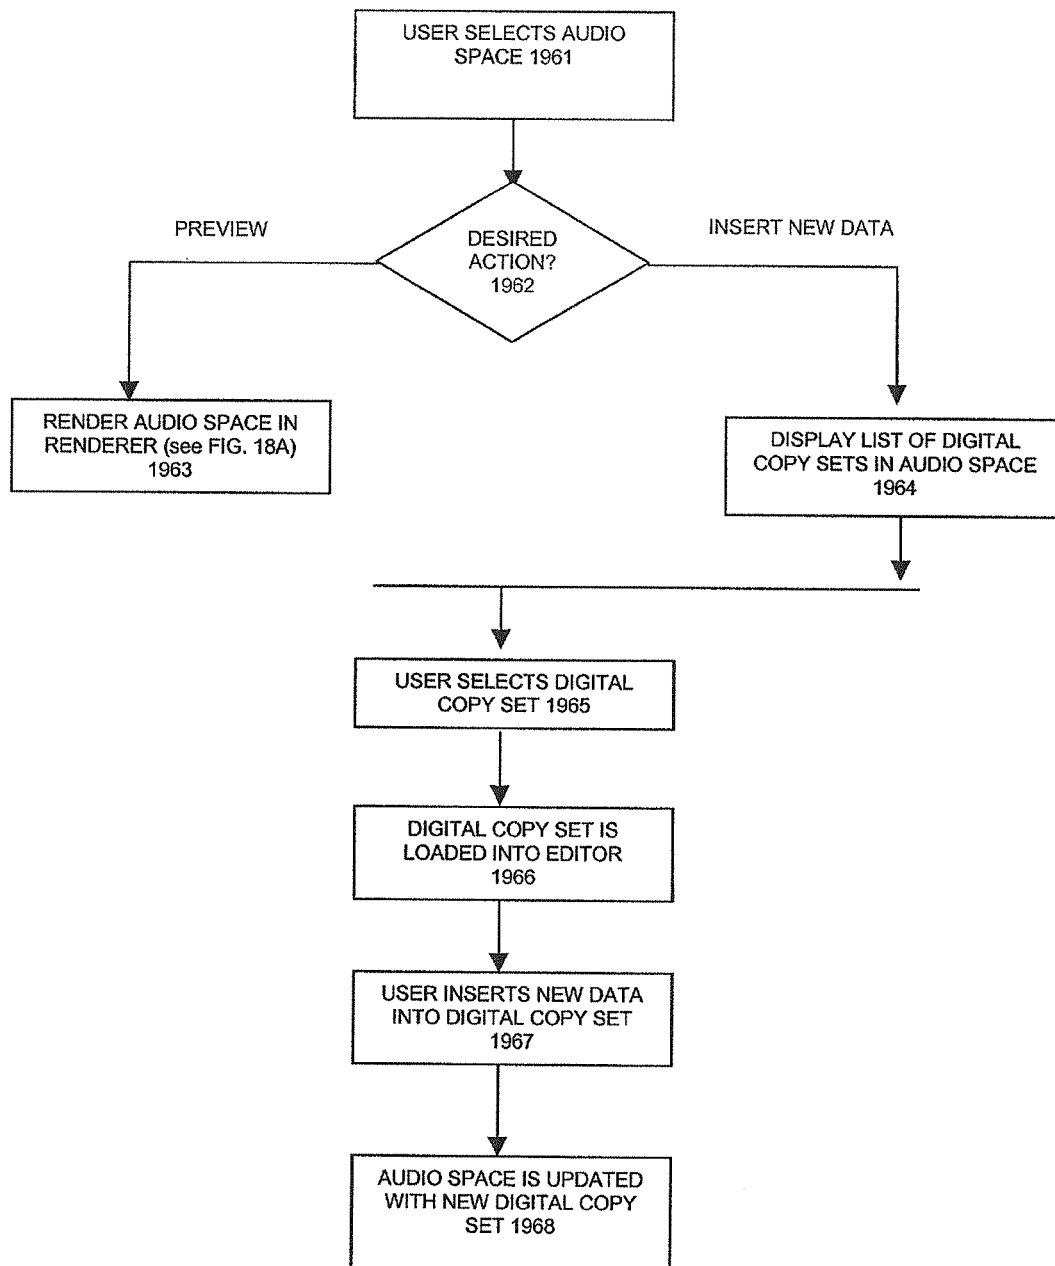 USER SELECTS AUDIO
SPACE 1961
PREVIEW
DESIRED
ACTION?
1962
INSERT NEW DATA
RENDER AUDIO SPACE IN
RENDERER (see FIG. 18A)
1963
DISPLAY LIST OF DIGITAL
COPY SETS IN AUDIO SPACE
1964
USER SELECTS DIGITAL
COPY SET 1965
DIGITAL COPY SET IS
LOADED INTO EDITOR
1966
USER INSERTS NEW DATA
INTO DIGITAL COPY SET
1967
AUDIO SPACE IS UPDATED
WITH NEW DIGITAL COPY
SET 1968